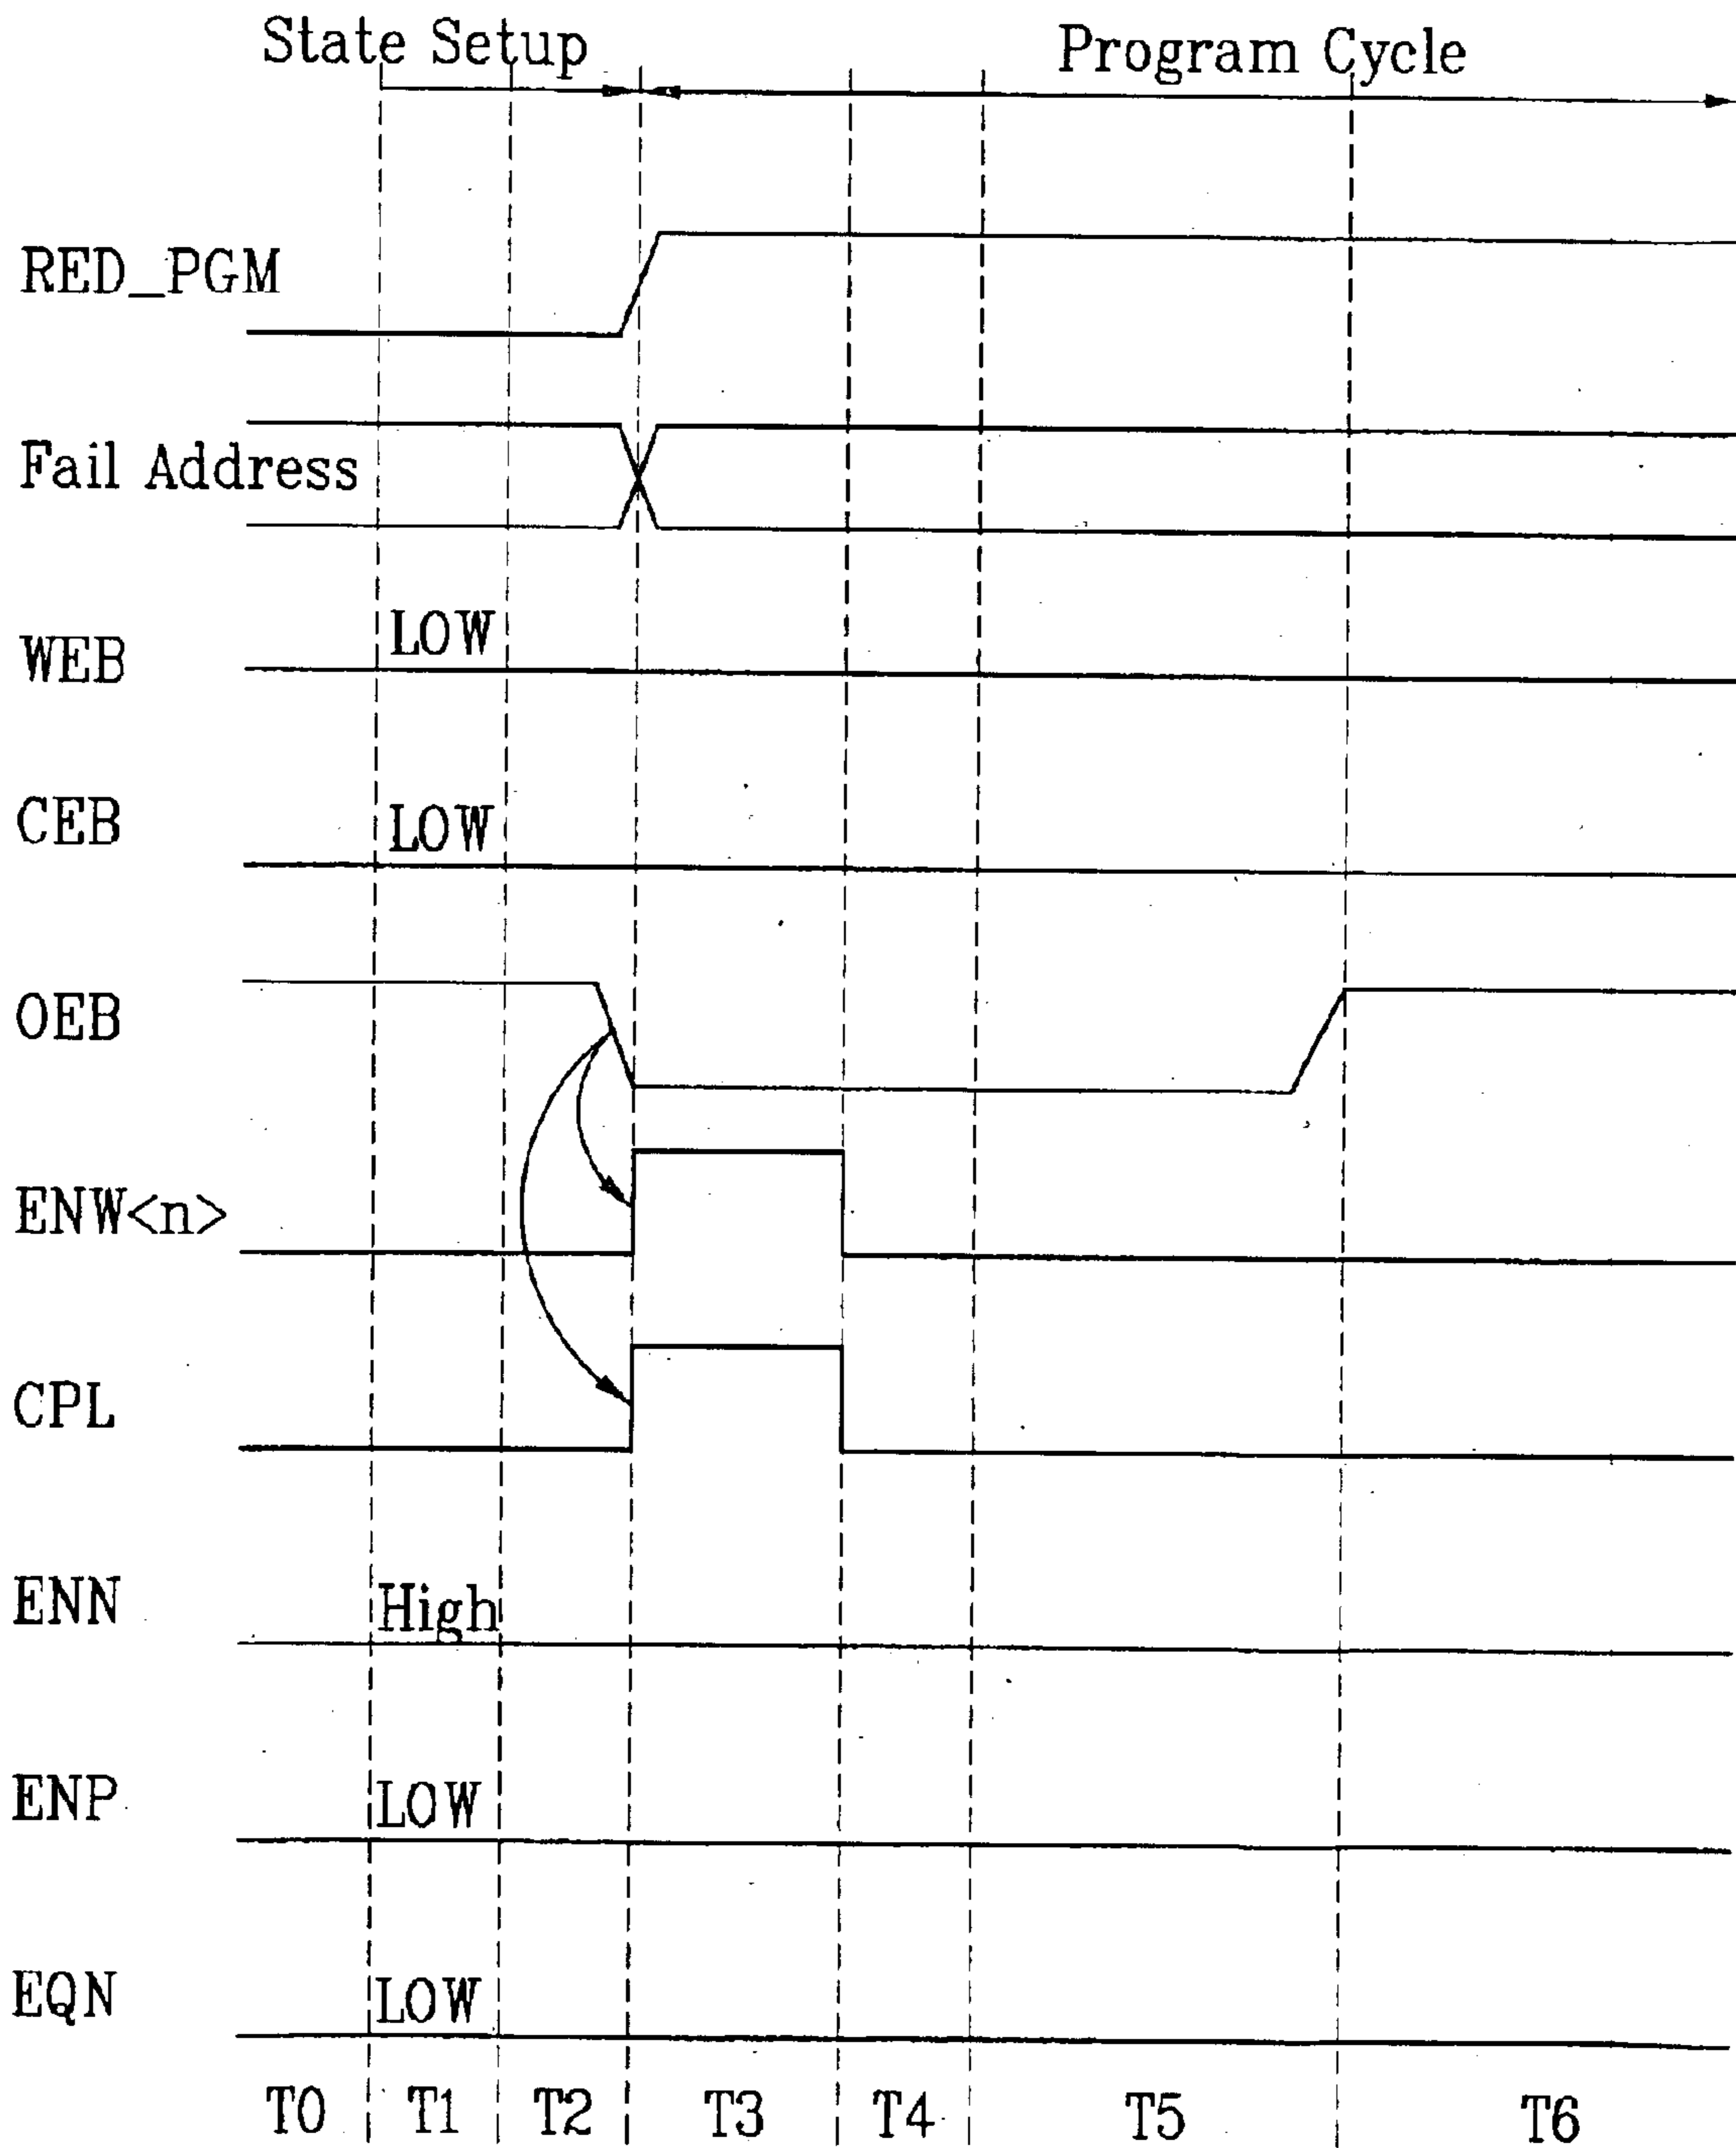 State Setup Program Cycle
RED_PGM
Fail Address
WEB LOW
CEB LOW
OEB
ENW<n>
CPL
ENN High
ENP LOW
EQN LOW
T0 T1 T2 T3 T4 T5 T6